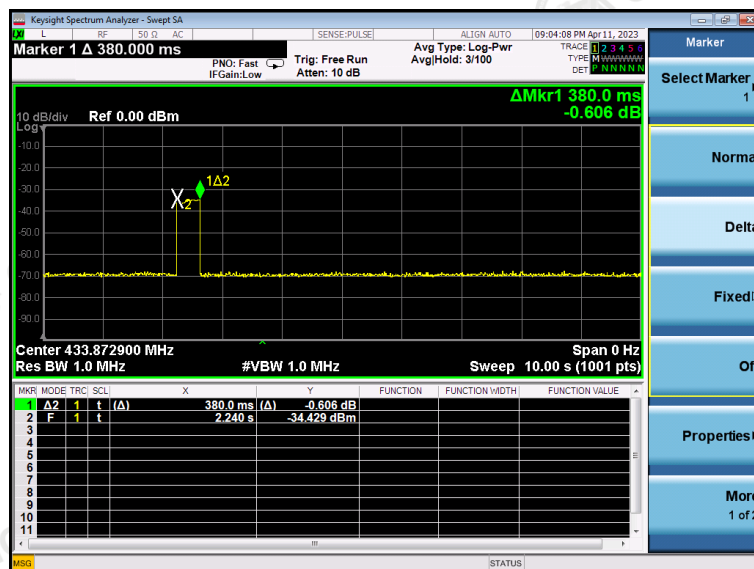 Keysight Spectrum Analyzer - Swept SA
LXI L RF 50 Ω AC SENSE:PULSE ALIGN AUTO 09:04:08 PM Apr 11, 2023
Marker 1 Δ 380.000 ms
PNO: Fast Trig: Free Run Avg Type: Log-Pwr TRACE 1 2 3 4 5 6
IFGain:Low Atten: 10 dB Avg|Hold: 3/100 TYPE M WWWWW
DET P N N N N N
ΔMkr1 380.0 ms
10 dB/div Ref 0.00 dBm -0.606 dB
Log
-10.0
-20.0
-30.0
1Δ2
2
-40.0
-50.0
-60.0
-70.0
-80.0
-90.0
Center 433.872900 MHz Span 0 Hz
Res BW 1.0 MHz #VBW 1.0 MHz Sweep 10.00 s (1001 pts)
MKR MODE TRC SCL X Y FUNCTION FUNCTION WIDTH FUNCTION VALUE
1 Δ2 1 t (Δ) 380.0 ms (Δ) -0.606 dB
2 F 1 t 2.240 s -34.429 dBm
3
4
5
6
7
8
9
10
11
MSG STATUS
Marker
Select Marker
1
Norma
Delta
Fixed
Of
Properties
More
1 of 2